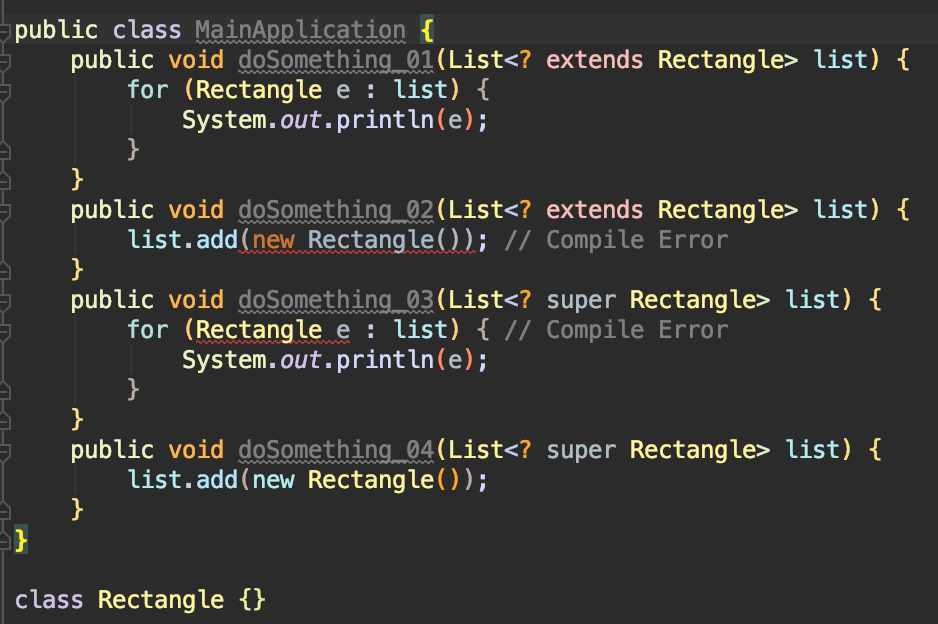 public class MainApplication {
    public void doSomething_01(List<? extends Rectangle> list) {
        for (Rectangle e : list) {
            System.out.println(e);
        }
    }
    public void doSomething_02(List<? extends Rectangle> list) {
        list.add(new Rectangle()); // Compile Error
    }
    public void doSomething_03(List<? super Rectangle> list) {
        for (Rectangle e : list) { // Compile Error
            System.out.println(e);
        }
    }
    public void doSomething_04(List<? super Rectangle> list) {
        list.add(new Rectangle());
    }
}
class Rectangle {}